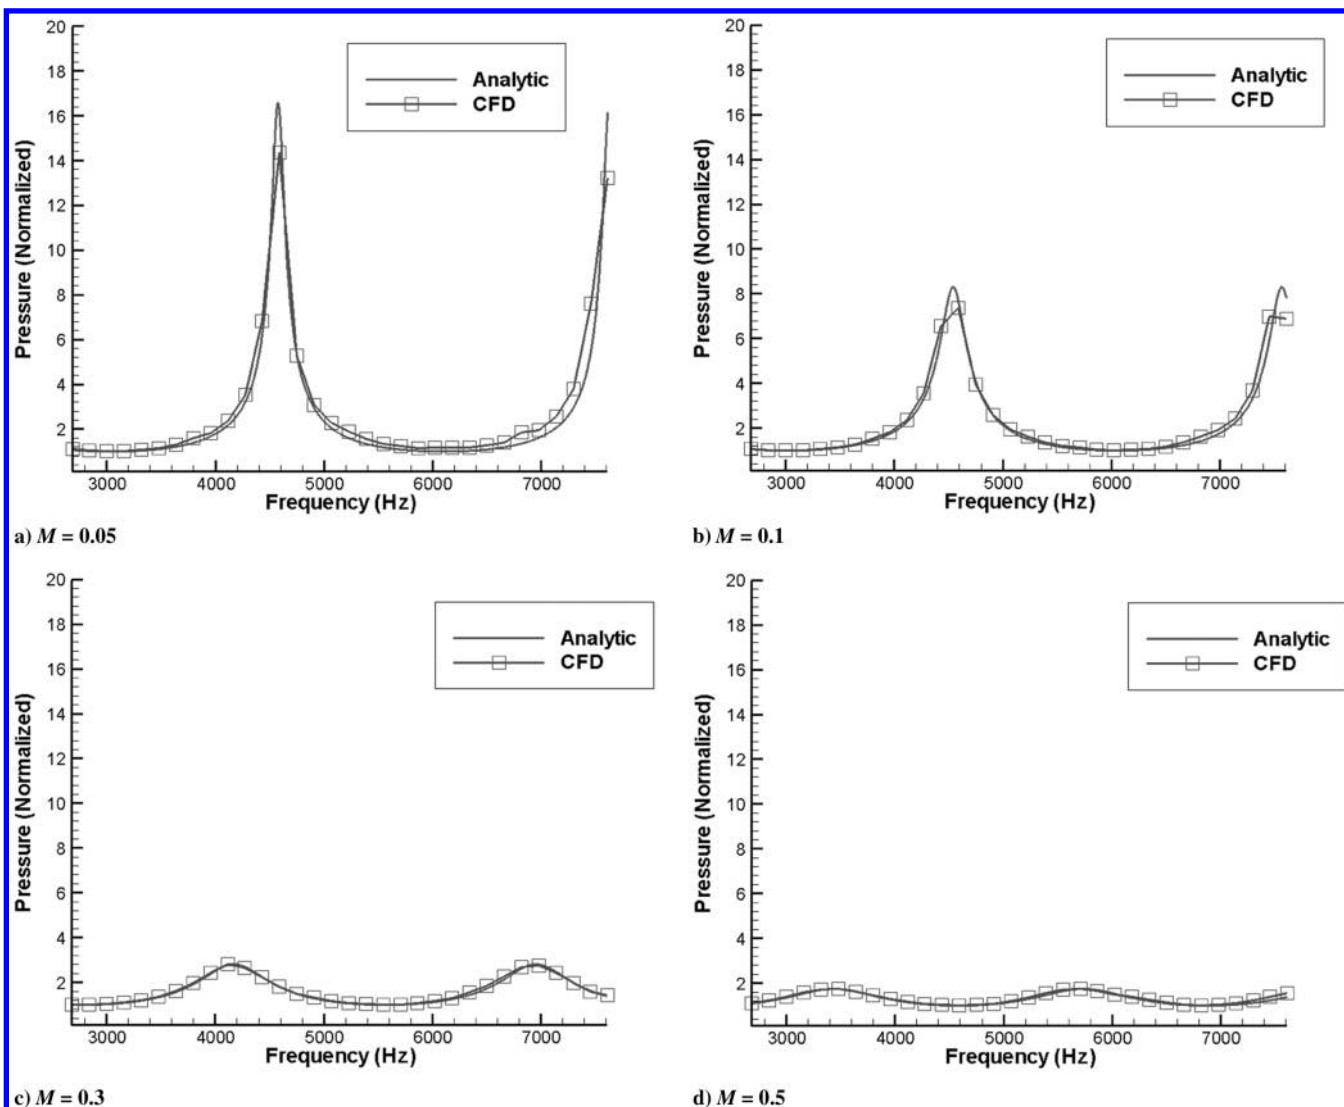 20
18
16
14
12
10
8
6
4
2
Pressure (Normalized)
Analytic
CFD
3000 4000 5000 6000 7000
Frequency (Hz)
a) M = 0.05
20
18
16
14
12
10
8
6
4
2
Pressure (Normalized)
Analytic
CFD
3000 4000 5000 6000 7000
Frequency (Hz)
b) M = 0.1
20
18
16
14
12
10
8
6
4
2
Pressure (Normalized)
Analytic
CFD
3000 4000 5000 6000 7000
Frequency (Hz)
c) M = 0.3
20
18
16
14
12
10
8
6
4
2
Pressure (Normalized)
Analytic
CFD
3000 4000 5000 6000 7000
Frequency (Hz)
d) M = 0.5